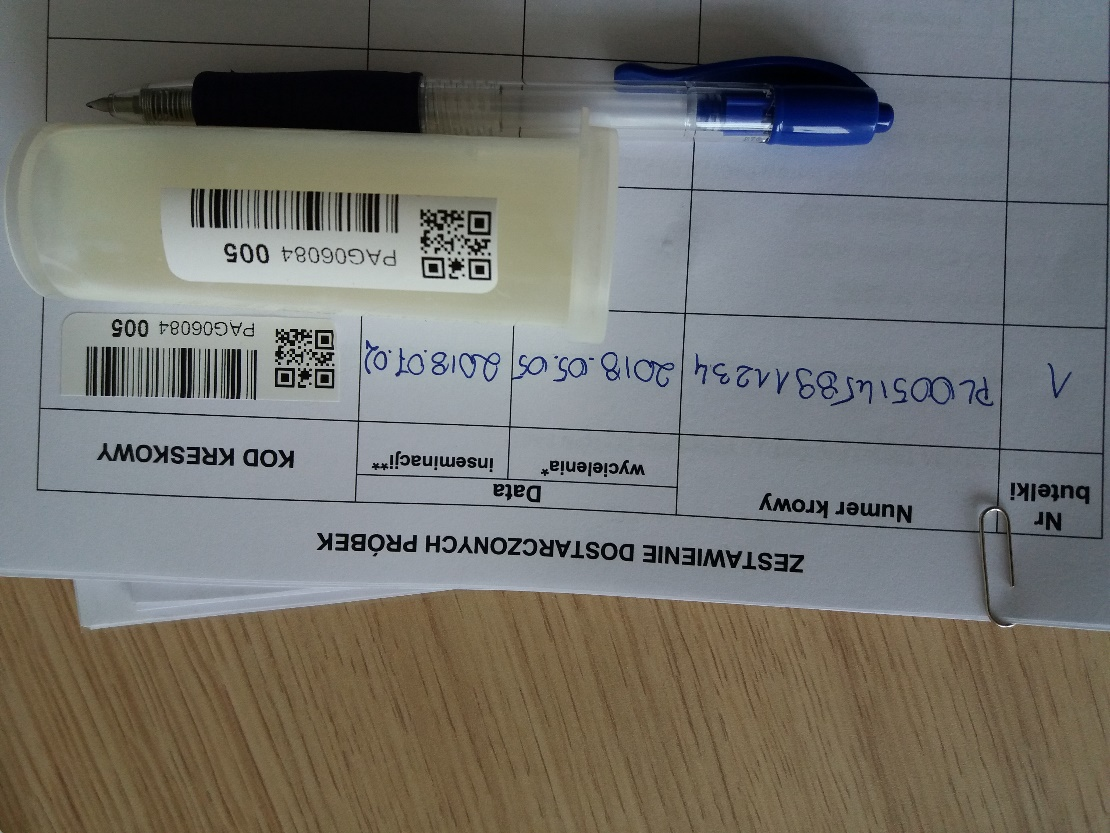 ZESTAWIENIE DOSTARCZONYCH PRÓBEK
Nr butelki
Numer krowy
Data
wycielenia*
inseminacji**
KOD KRESKOWY
1
PL0051458911234
2018.05.05
2018.07.02
PAG06084 005
PAG06084 005